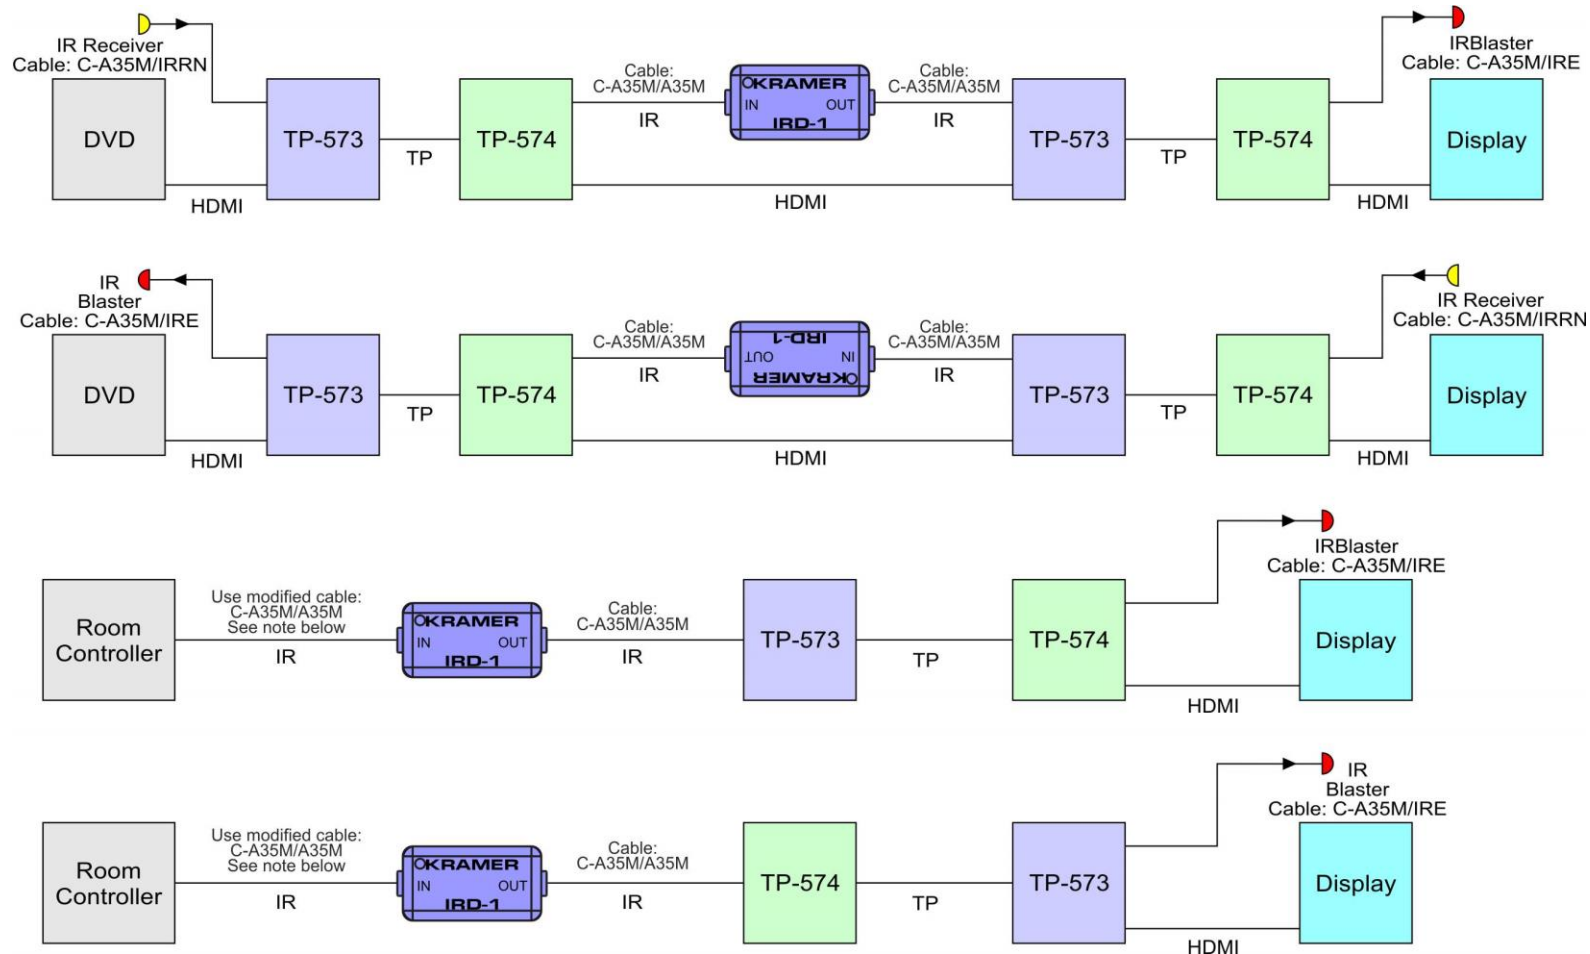 IR Receiver
Cable: C-A35M/IRRN
DVD
HDMI
TP-573
TP
TP-574
Cable:
C-A35M/A35M
IR
KRAMER
IN OUT
IRD-1
Cable:
C-A35M/A35M
IR
HDMI
TP-573
TP
TP-574
HDMI
IRBlaster
Cable: C-A35M/IRE
Display
IR
Blaster
Cable: C-A35M/IRE
DVD
HDMI
TP-573
TP
TP-574
Cable:
C-A35M/A35M
IR
KRAMER
IN OUT
IRD-1
Cable:
C-A35M/A35M
IR
HDMI
TP-573
TP
TP-574
HDMI
IR Receiver
Cable: C-A35M/IRRN
Display
Room
Controller
Use modified cable:
C-A35M/A35M
See note below
IR
KRAMER
IN OUT
IRD-1
Cable:
C-A35M/A35M
IR
TP-573
TP
TP-574
HDMI
IRBlaster
Cable: C-A35M/IRE
Display
Room
Controller
Use modified cable:
C-A35M/A35M
See note below
IR
KRAMER
IN OUT
IRD-1
Cable:
C-A35M/A35M
IR
TP-574
TP
TP-573
HDMI
IR
Blaster
Cable: C-A35M/IRE
Display